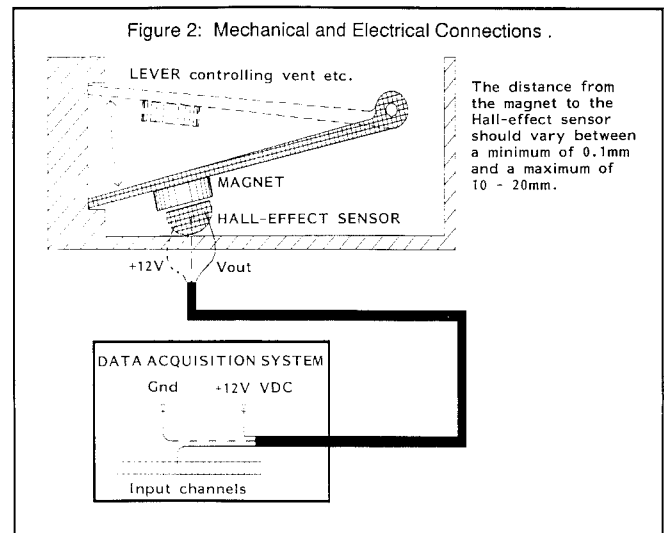 Figure 2: Mechanical and Electrical Connections .
LEVER controlling vent etc.
The distance from
the magnet to the
Hall-effect sensor
should vary between
a minimum of 0.1mm
and a maximum of
10 - 20mm.
MAGNET
HALL-EFFECT SENSOR
+12V Vout
DATA ACQUISITION SYSTEM
Gnd +12V VDC
Input channels